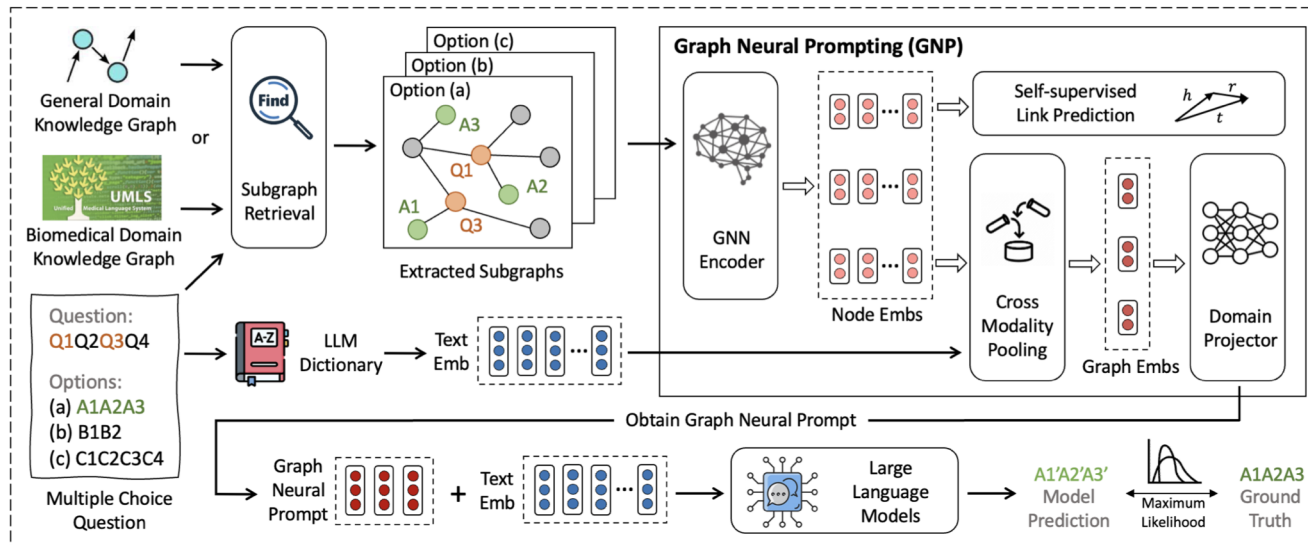 General Domain
Knowledge Graph
or
UMLS
Unified Medical Language System
Biomedical Domain
Knowledge Graph
Find
Subgraph
Retrieval
Option (c)
Option (b)
Option (a)
A3
Q1
A2
A1
Q3
Extracted Subgraphs
Graph Neural Prompting (GNP)
GNN
Encoder
Node Embs
Self-supervised
Link Prediction
h
r
t
Cross
Modality
Pooling
Graph Embs
Domain
Projector
Question:
Q1Q2Q3Q4
Options:
(a) A1A2A3
(b) B1B2
(c) C1C2C3C4
Multiple Choice
Question
A-Z
LLM
Dictionary
Text
Emb
Obtain Graph Neural Prompt
Graph
Neural
Prompt
+
Text
Emb
Large
Language
Models
A1'A2'A3'
Model
Prediction
Maximum
Likelihood
A1A2A3
Ground
Truth